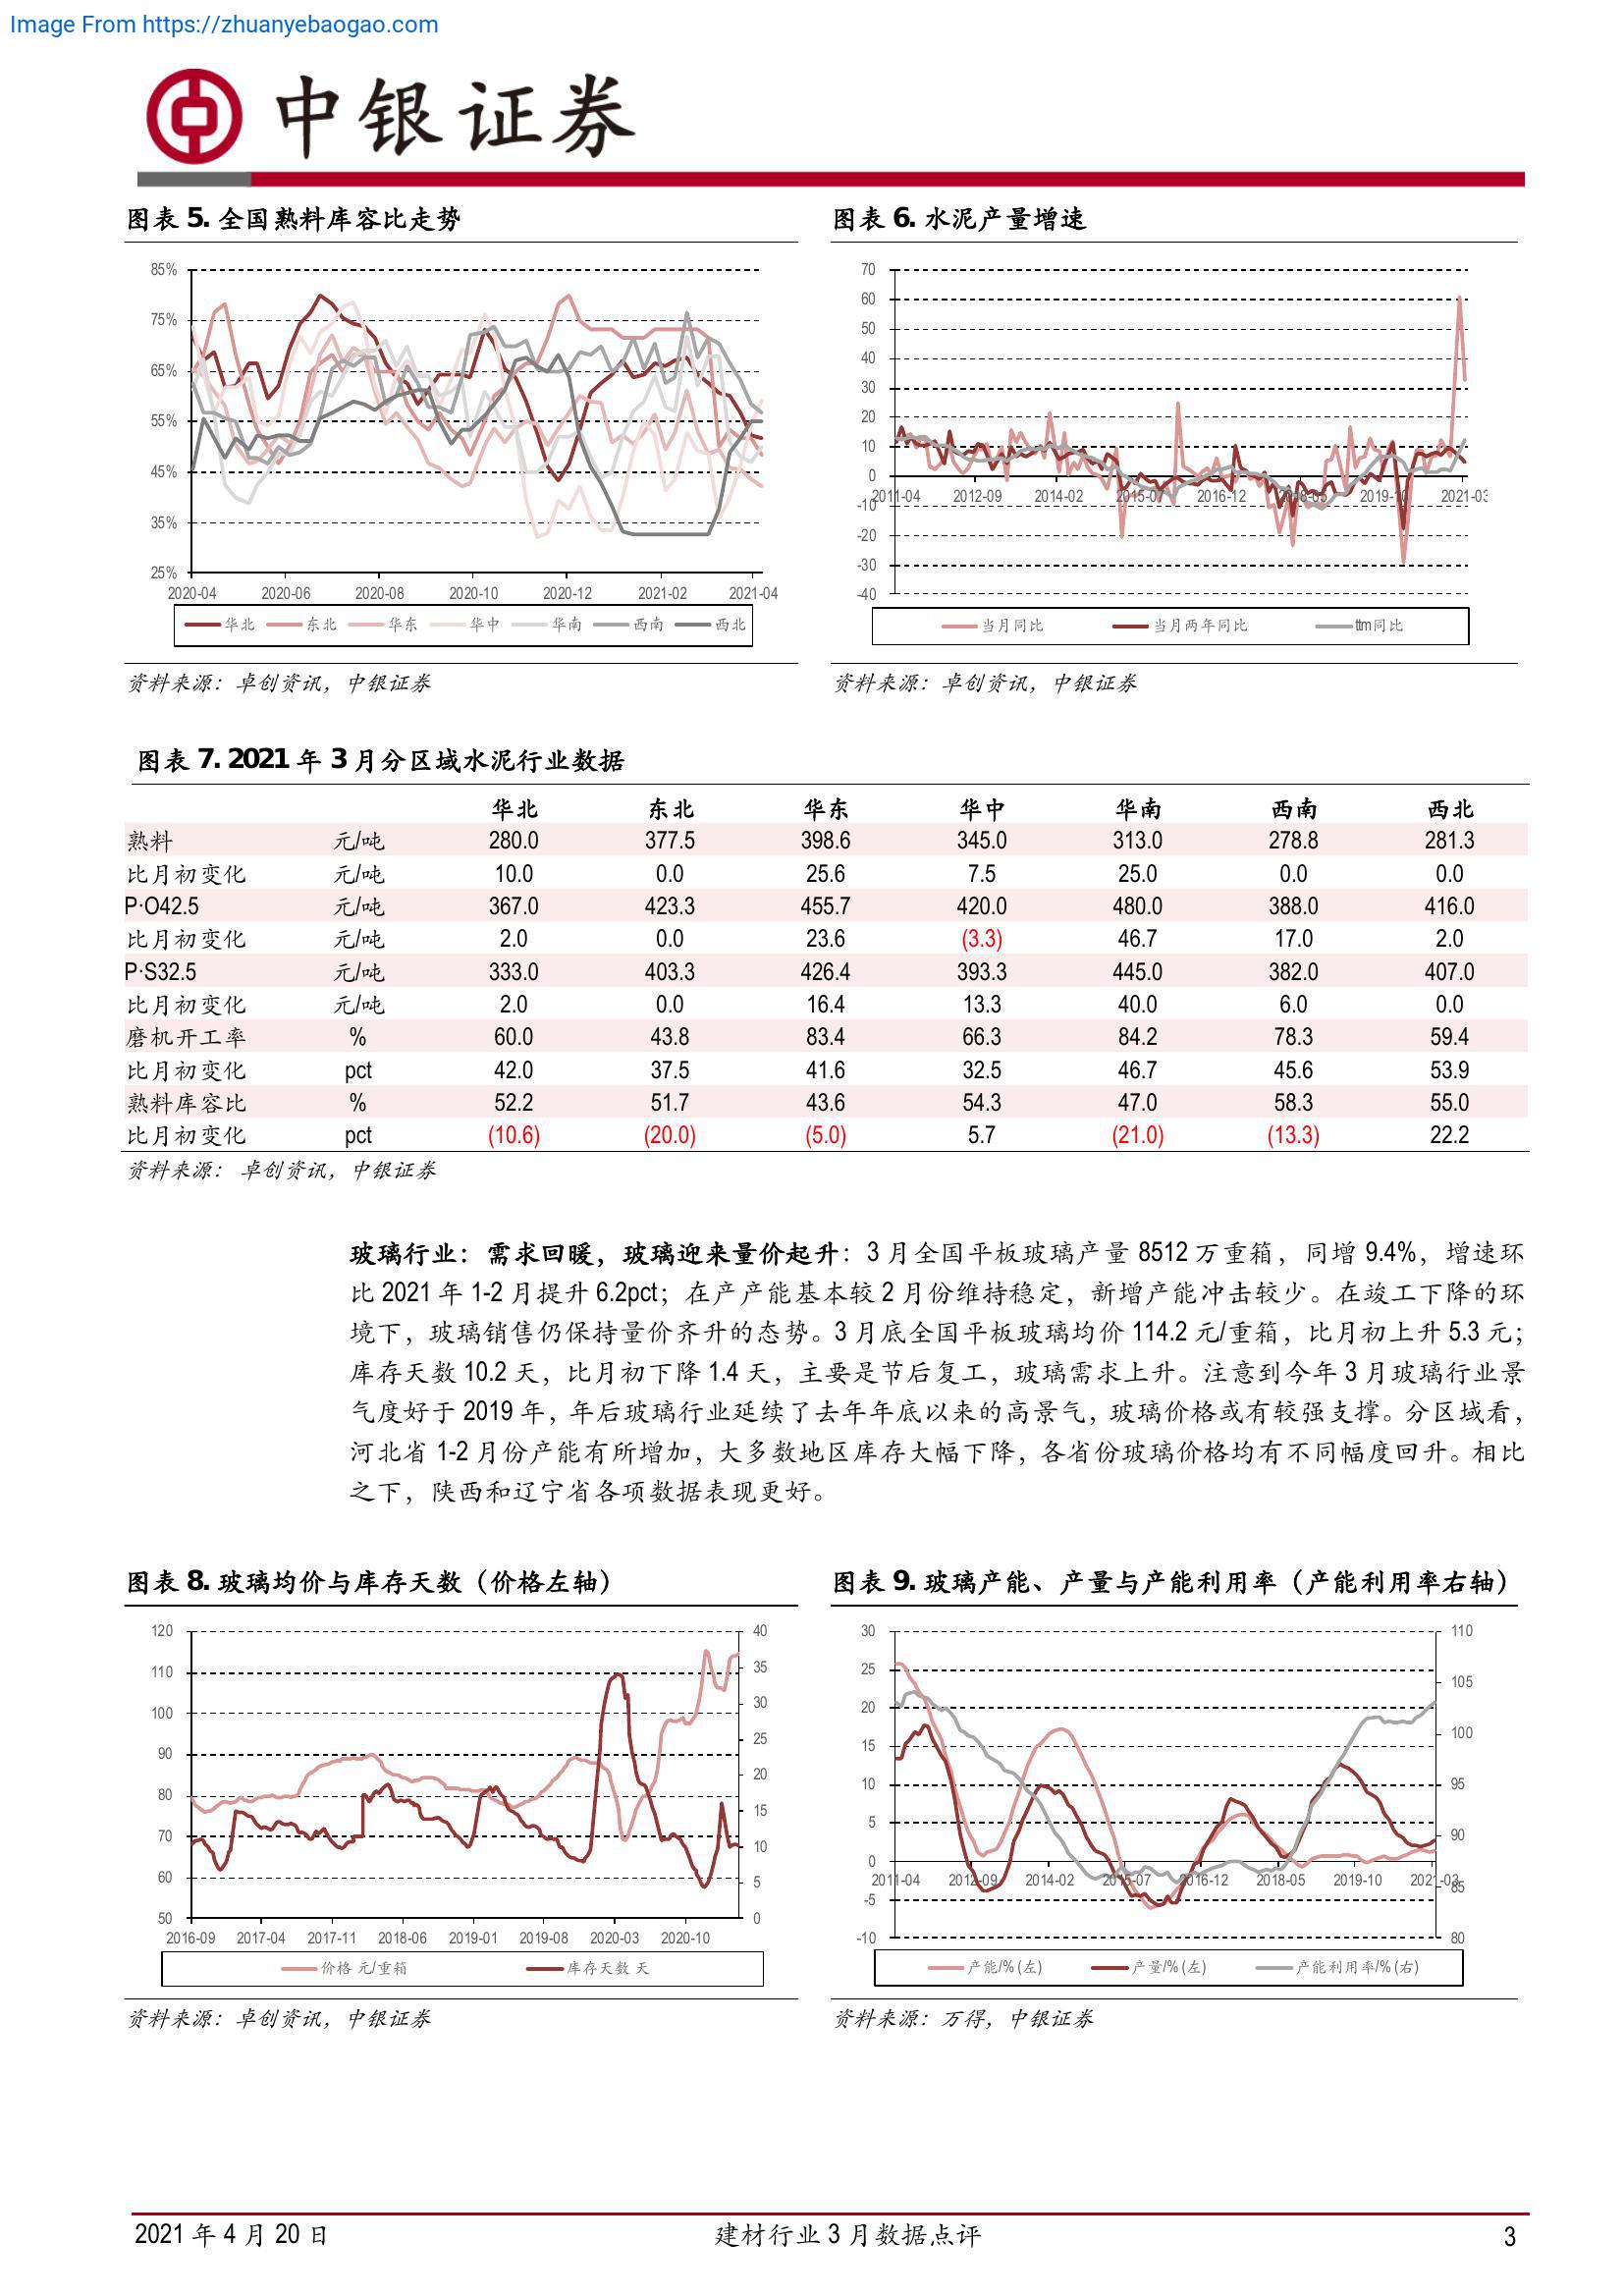 Image From https://zhuanyebaogao.com
中银证券
图表 5. 全国熟料库容比走势
85%
75%
65%
55%
45%
35%
25%
2020-04 2020-06 2020-08 2020-10 2020-12 2021-02 2021-04
华北 东北 华东 华中 华南 西南 西北
资料来源：卓创资讯，中银证券
图表 6. 水泥产量增速
70
60
50
40
30
20
10
0
-10
-20
-30
-40
2011-04 2012-09 2014-02 2015-07 2016-12 2018-05 2019-10 2021-03
当月同比 当月两年同比 ttm同比
资料来源：卓创资讯，中银证券
图表 7. 2021 年 3 月分区域水泥行业数据
华北 东北 华东 华中 华南 西南 西北
熟料 元/吨 280.0 377.5 398.6 345.0 313.0 278.8 281.3
比月初变化 元/吨 10.0 0.0 25.6 7.5 25.0 0.0 0.0
P·O42.5 元/吨 367.0 423.3 455.7 420.0 480.0 388.0 416.0
比月初变化 元/吨 2.0 0.0 23.6 (3.3) 46.7 17.0 2.0
P·S32.5 元/吨 333.0 403.3 426.4 393.3 445.0 382.0 407.0
比月初变化 元/吨 2.0 0.0 16.4 13.3 40.0 6.0 0.0
磨机开工率 % 60.0 43.8 83.4 66.3 84.2 78.3 59.4
比月初变化 pct 42.0 37.5 41.6 32.5 46.7 45.6 53.9
熟料库容比 % 52.2 51.7 43.6 54.3 47.0 58.3 55.0
比月初变化 pct (10.6) (20.0) (5.0) 5.7 (21.0) (13.3) 22.2
资料来源：卓创资讯，中银证券
玻璃行业：需求回暖，玻璃迎来量价起升：3 月全国平板玻璃产量 8512 万重箱，同增 9.4%，增速环
比 2021 年 1-2 月提升 6.2pct；在产产能基本较 2 月份维持稳定，新增产能冲击较少。在竣工下降的环
境下，玻璃销售仍保持量价齐升的态势。3 月底全国平板玻璃均价 114.2 元/重箱，比月初上升 5.3 元；
库存天数 10.2 天，比月初下降 1.4 天，主要是节后复工，玻璃需求上升。注意到今年 3 月玻璃行业景
气度好于 2019 年，年后玻璃行业延续了去年年底以来的高景气，玻璃价格或有较强支撑。分区域看，
河北省 1-2 月份产能有所增加，大多数地区库存大幅下降，各省份玻璃价格均有不同幅度回升。相比
之下，陕西和辽宁省各项数据表现更好。
图表 8. 玻璃均价与库存天数（价格左轴）
120
110
100
90
80
70
60
50
40
35
30
25
20
15
10
5
0
2016-09 2017-04 2017-11 2018-06 2019-01 2019-08 2020-03 2020-10
价格 元/重箱 库存天数 天
资料来源：卓创资讯，中银证券
图表 9. 玻璃产能、产量与产能利用率（产能利用率右轴）
30
25
20
15
10
5
0
-5
-10
110
105
100
95
90
85
80
2011-04 2012-09 2014-02 2015-07 2016-12 2018-05 2019-10 2021-03
产能/% (左) 产量/% (左) 产能利用率/% (右)
资料来源：万得，中银证券
2021 年 4 月 20 日 建材行业 3 月数据点评 3